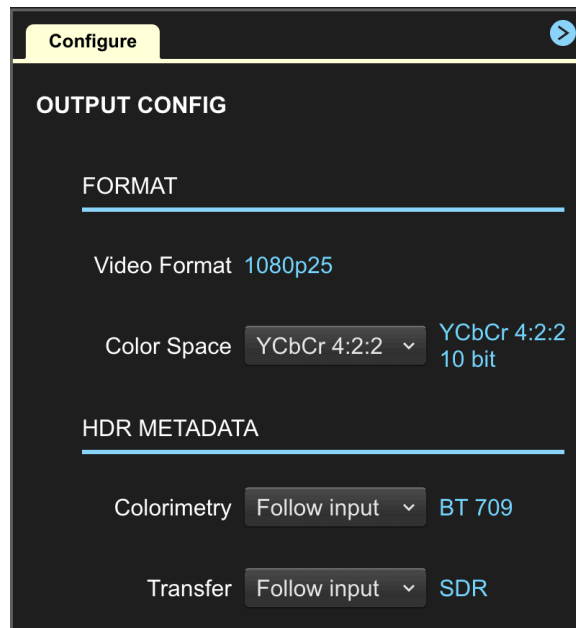 Configure
OUTPUT CONFIG
FORMAT
Video Format 1080p25
Color Space YCbCr 4:2:2 YCbCr 4:2:2
10 bit
HDR METADATA
Colorimetry Follow input BT 709
Transfer Follow input SDR